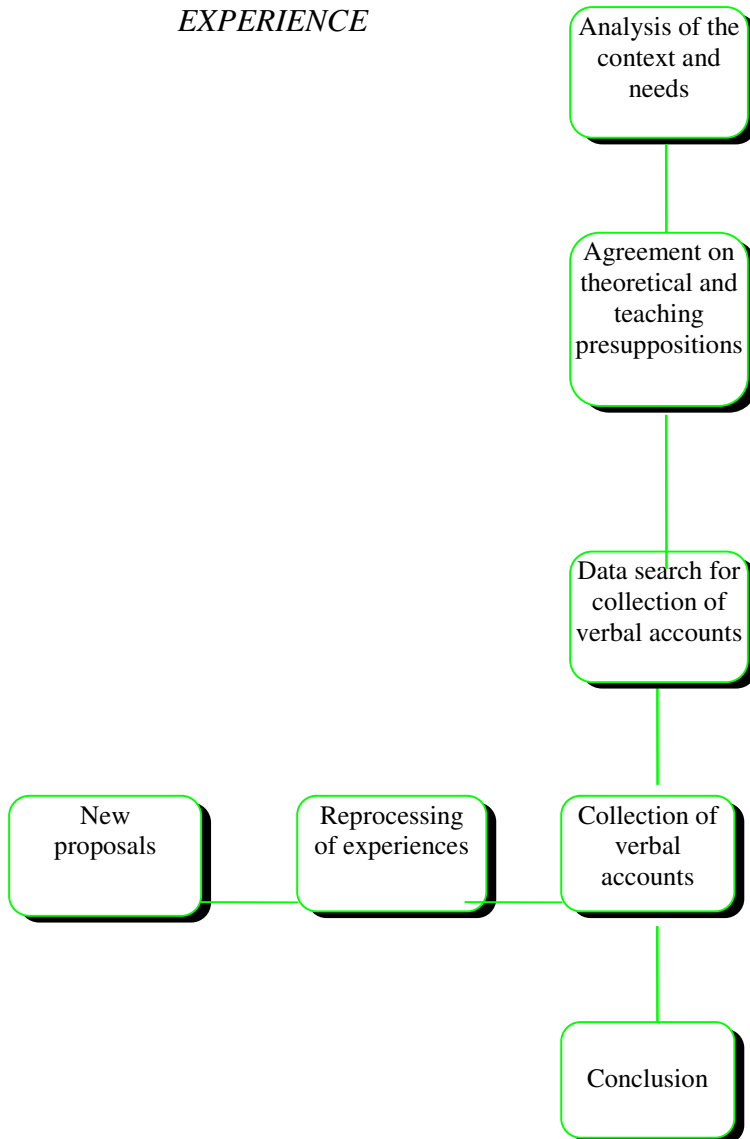 EXPERIENCE
Analysis of the
context and
needs
Agreement on
theoretical and
teaching
presuppositions
Data search for
collection of
verbal accounts
New
proposals
Reprocessing
of experiences
Collection of
verbal
accounts
Conclusion